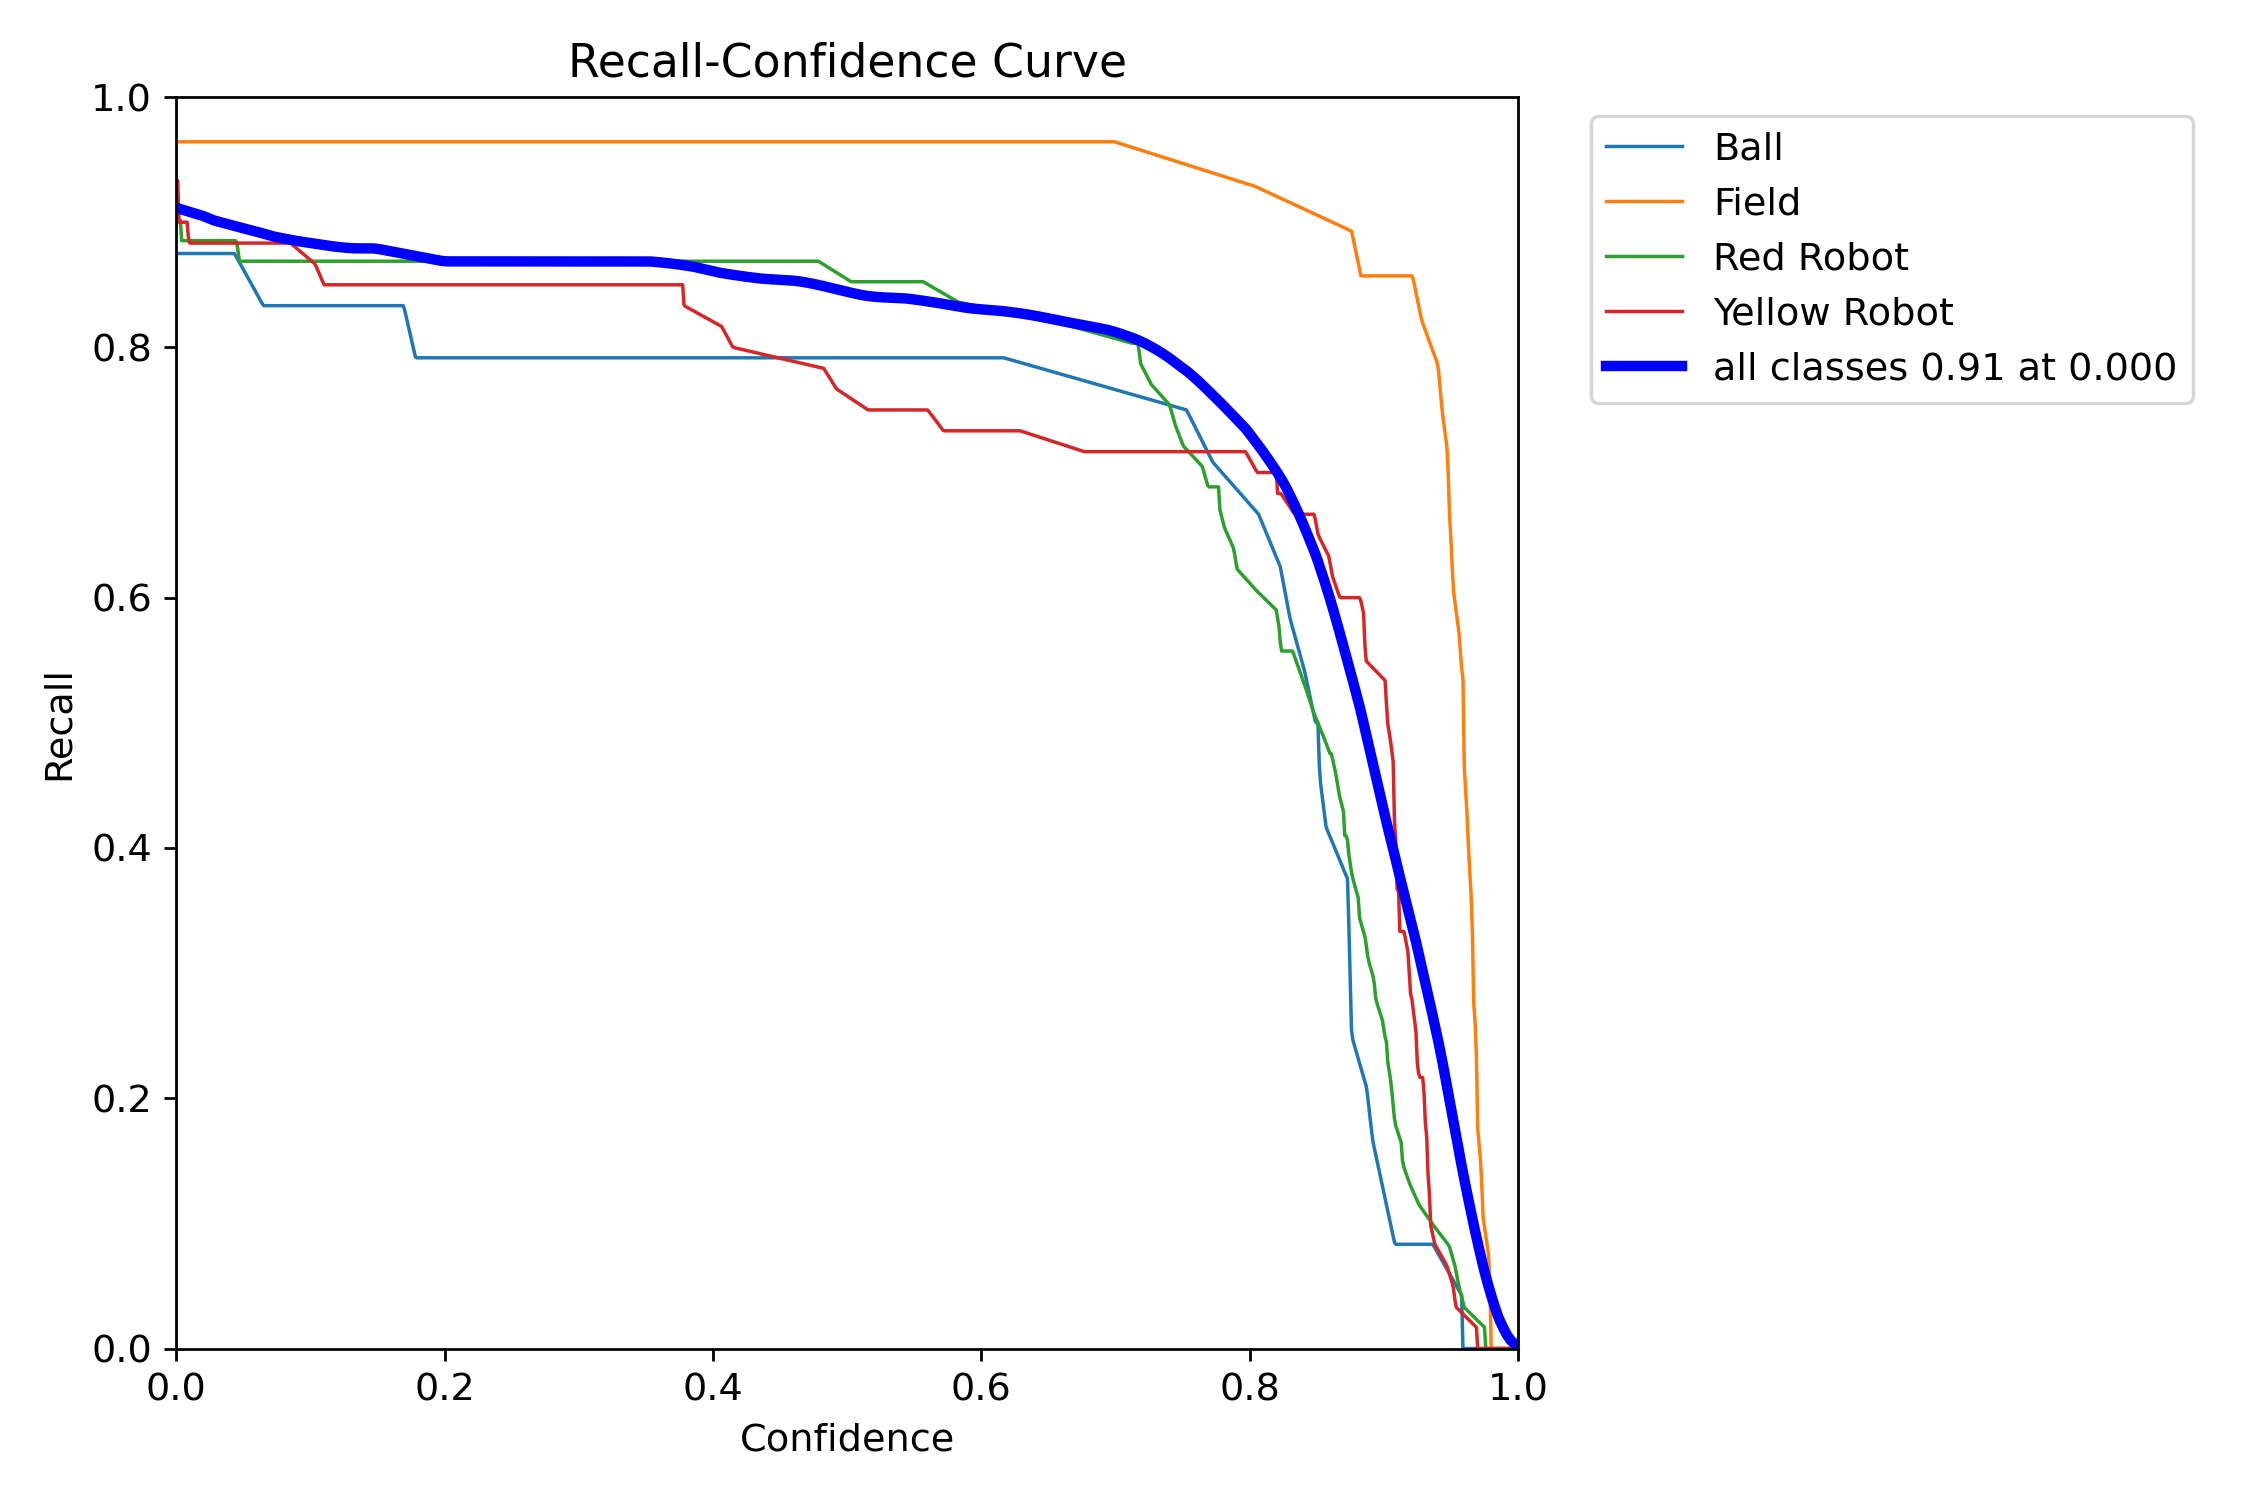 Recall-Confidence Curve
1.0
0.8
0.6
0.4
0.2
0.0
Recall
0.0 0.2 0.4 0.6 0.8 1.0
Confidence
Ball
Field
Red Robot
Yellow Robot
all classes 0.91 at 0.000